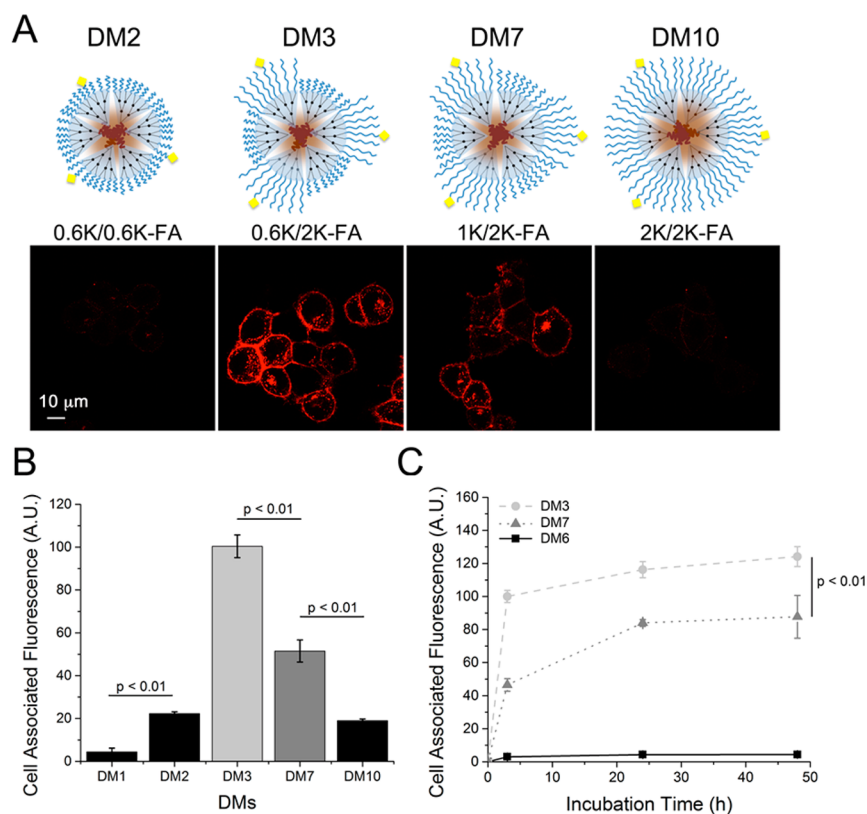 A
DM2 DM3 DM7 DM10
0.6K/0.6K-FA 0.6K/2K-FA 1K/2K-FA 2K/2K-FA
10 μm
B
Cell Associated Fluorescence (A.U.)
120
100
80
60
40
20
0
p < 0.01
p < 0.01
p < 0.01
DM1 DM2 DM3 DM7 DM10
DMs
C
Cell Associated Fluorescence (A.U.)
160
140
120
100
80
60
40
20
0
DM3
DM7
DM6
p < 0.01
0 10 20 30 40 50
Incubation Time (h)